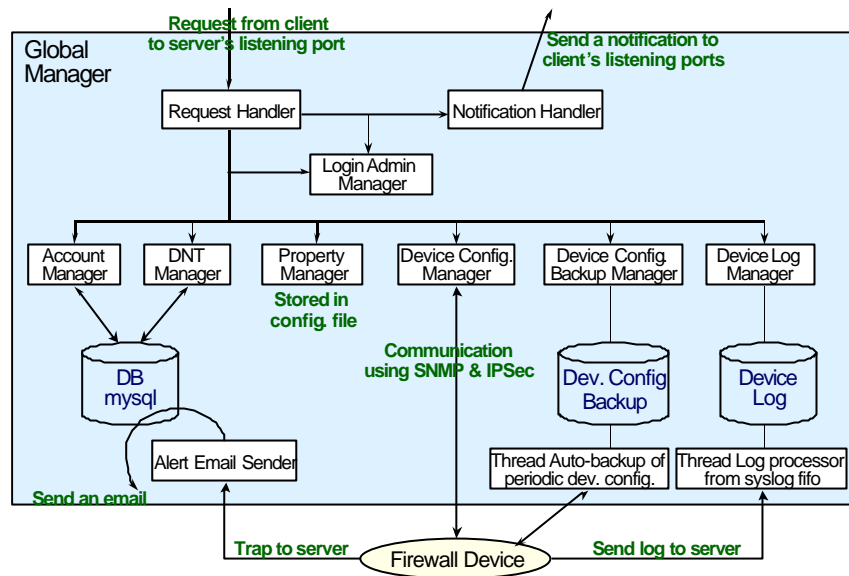 Request from client
to server's listening port
Send a notification to
client's listening ports
Global
Manager
Request Handler
Notification Handler
Login Admin
Manager
Account
Manager
DNT
Manager
Property
Manager
Device Config.
Manager
Device Config.
Backup Manager
Device Log
Manager
Stored in
config. file
Communication
using SNMP & IPSec
DB
mysql
Dev. Config
Backup
Device
Log
Alert Email Sender
Thread Auto-backup of
periodic dev. config.
Thread Log processor
from syslog fifo
Send an email
Trap to server
Firewall Device
Send log to server